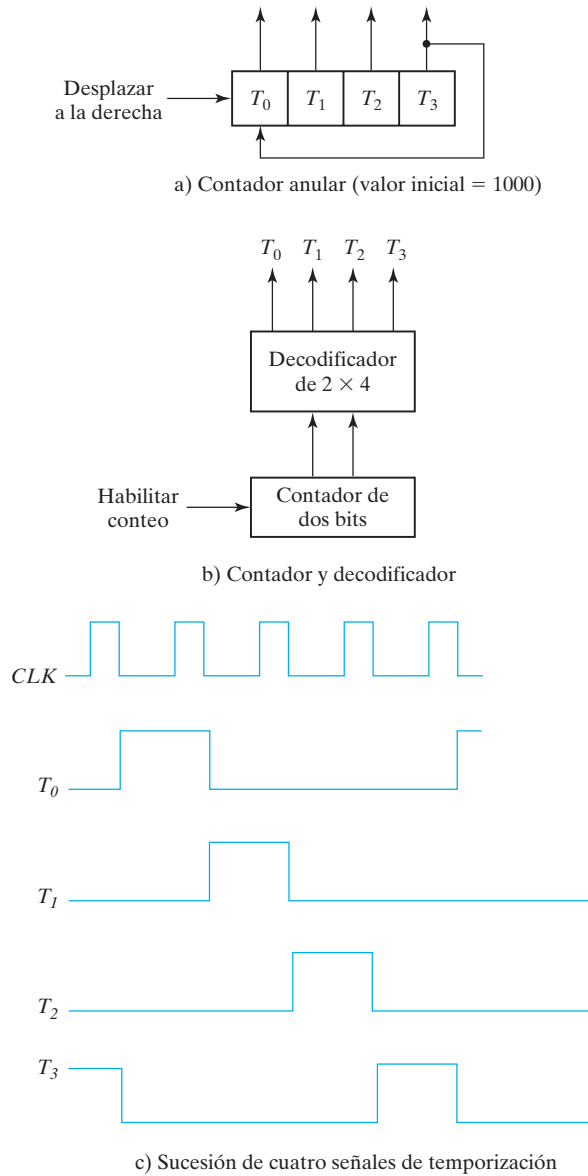 Desplazar
a la derecha
T0 T1 T2 T3
a) Contador anular (valor inicial = 1000)
T0 T1 T2 T3
Decodificador
de 2 × 4
Habilitar
conteo
Contador de
dos bits
b) Contador y decodificador
CLK
T0
T1
T2
T3
c) Sucesión de cuatro señales de temporización